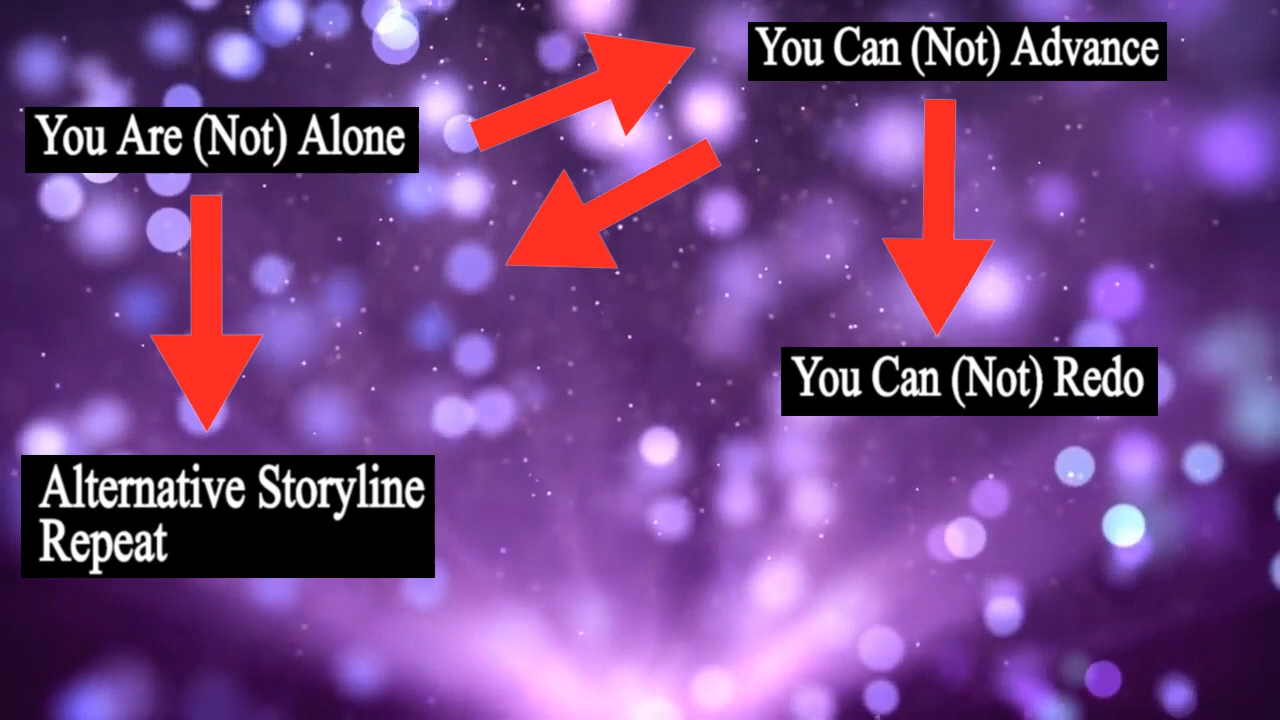 You Can (Not) Advance
You Are (Not) Alone
You Can (Not) Redo
Alternative Storyline
Repeat